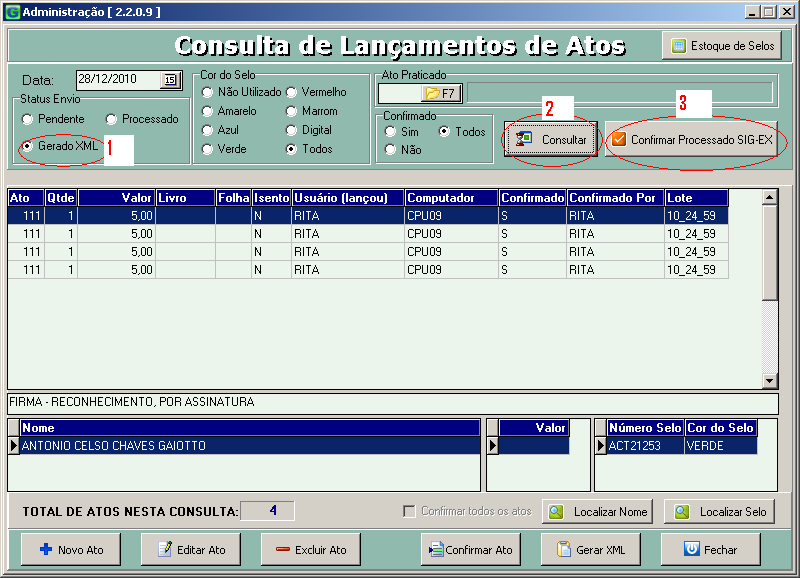 Administração [ 2.2.0.9 ]
Consulta de Lançamentos de Atos
Estoque de Selos
Data: 28/12/2010 15
Status Envio
Pendente Processado
Gerado XML 1
Cor do Selo
Não Utilizado Vermelho
Amarelo Marrom
Azul Digital
Verde Todos
Ato Praticado
F7
Confirmado
Sim Todos
Não
2
Consultar
3
Confirmar Processado SIG-EX
Ato Qtde Valor Livro Folha Isento Usuário (lançou) Computador Confirmado Confirmado Por Lote
111 1 5,00 N RITA CPU09 S RITA 10_24_59
111 1 5,00 N RITA CPU09 S RITA 10_24_59
111 1 5,00 N RITA CPU09 S RITA 10_24_59
111 1 5,00 N RITA CPU09 S RITA 10_24_59
FIRMA - RECONHECIMENTO, POR ASSINATURA
Nome Valor Número Selo Cor do Selo
ANTONIO CELSO CHAVES GAIOTTO ACT21253 VERDE
TOTAL DE ATOS NESTA CONSULTA: 4 Confirmar todos os atos Localizar Nome Localizar Selo
Novo Ato Editar Ato Excluir Ato Confirmar Ato Gerar XML Fechar